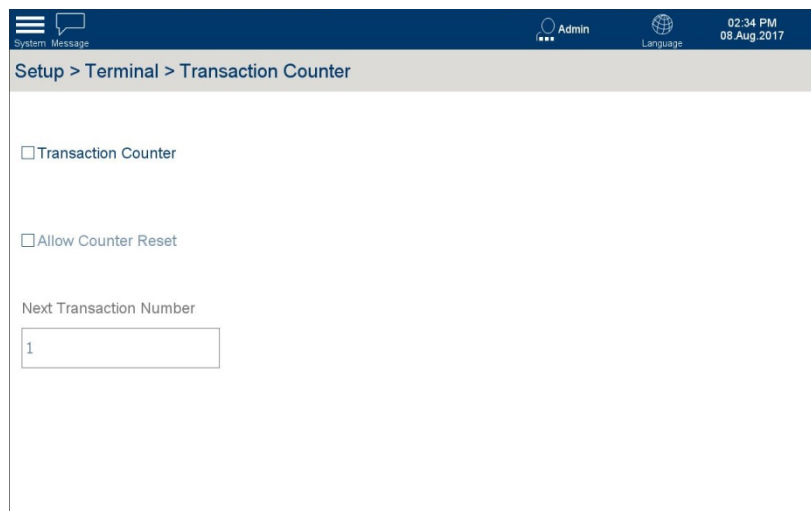 System Message Admin Language 02:34 PM
08.Aug.2017
Setup > Terminal > Transaction Counter
Transaction Counter
Allow Counter Reset
Next Transaction Number
1